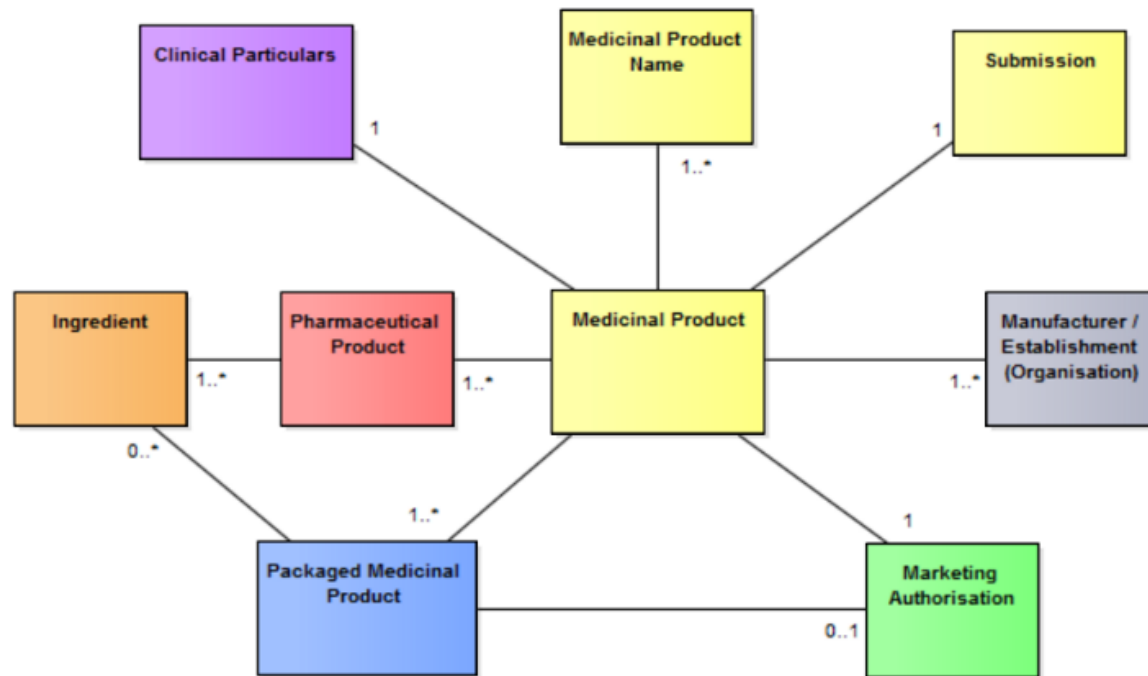 Clinical Particulars
Medicinal Product
Name
Submission
1
1..*
1
Ingredient
Pharmaceutical
Product
Medicinal Product
Manufacturer /
Establishment
(Organisation)
1..*
1..*
1..*
0..*
1..*
1
Packaged Medicinal
Product
Marketing
Authorisation
0..1